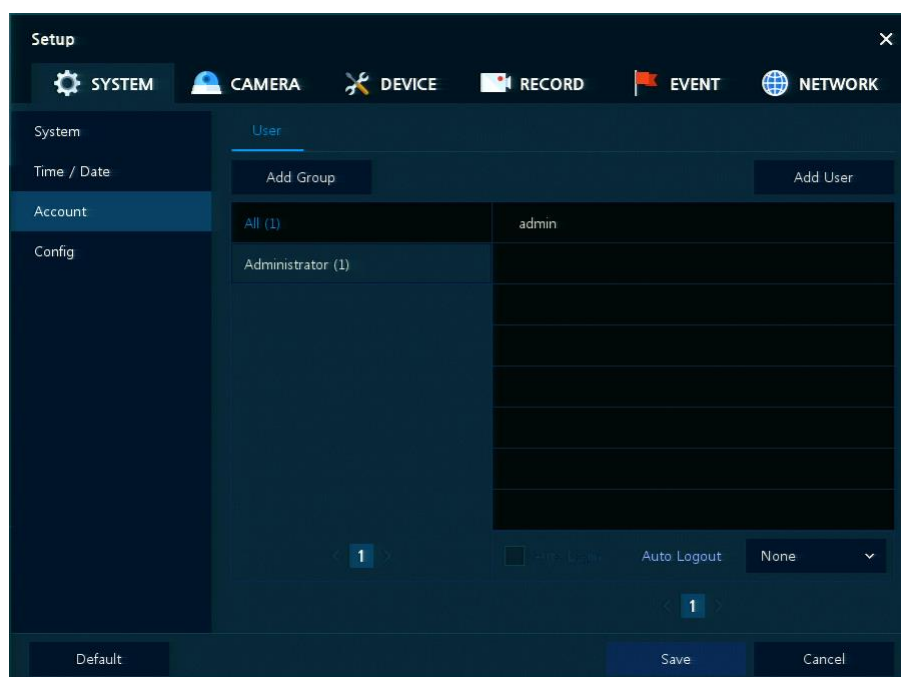 Setup
SYSTEM CAMERA DEVICE RECORD EVENT NETWORK
System
Time / Date
Account
Config
User
Add Group Add User
All (1) admin
Administrator (1)
1
Auto Logout None
1
Default Save Cancel